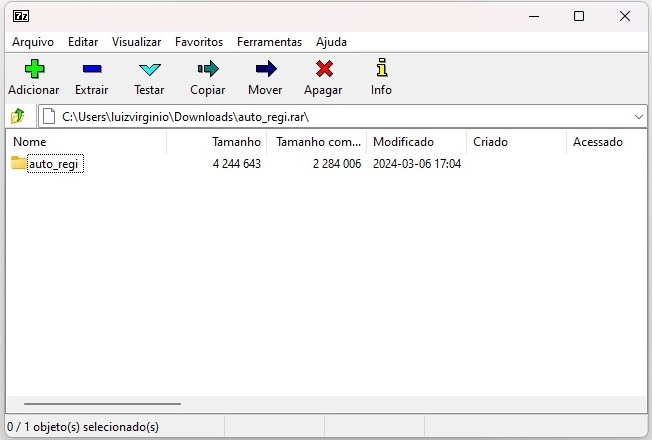 7z
Arquivo Editar Visualizar Favoritos Ferramentas Ajuda
Adicionar Extrair Testar Copiar Mover Apagar Info
C:\Users\luizvirginio\Downloads\auto_regi.rar\
Nome Tamanho Tamanho com... Modificado Criado Acessado
auto_regi 4 244 643 2 284 006 2024-03-06 17:04
0 / 1 objeto(s) selecionado(s)